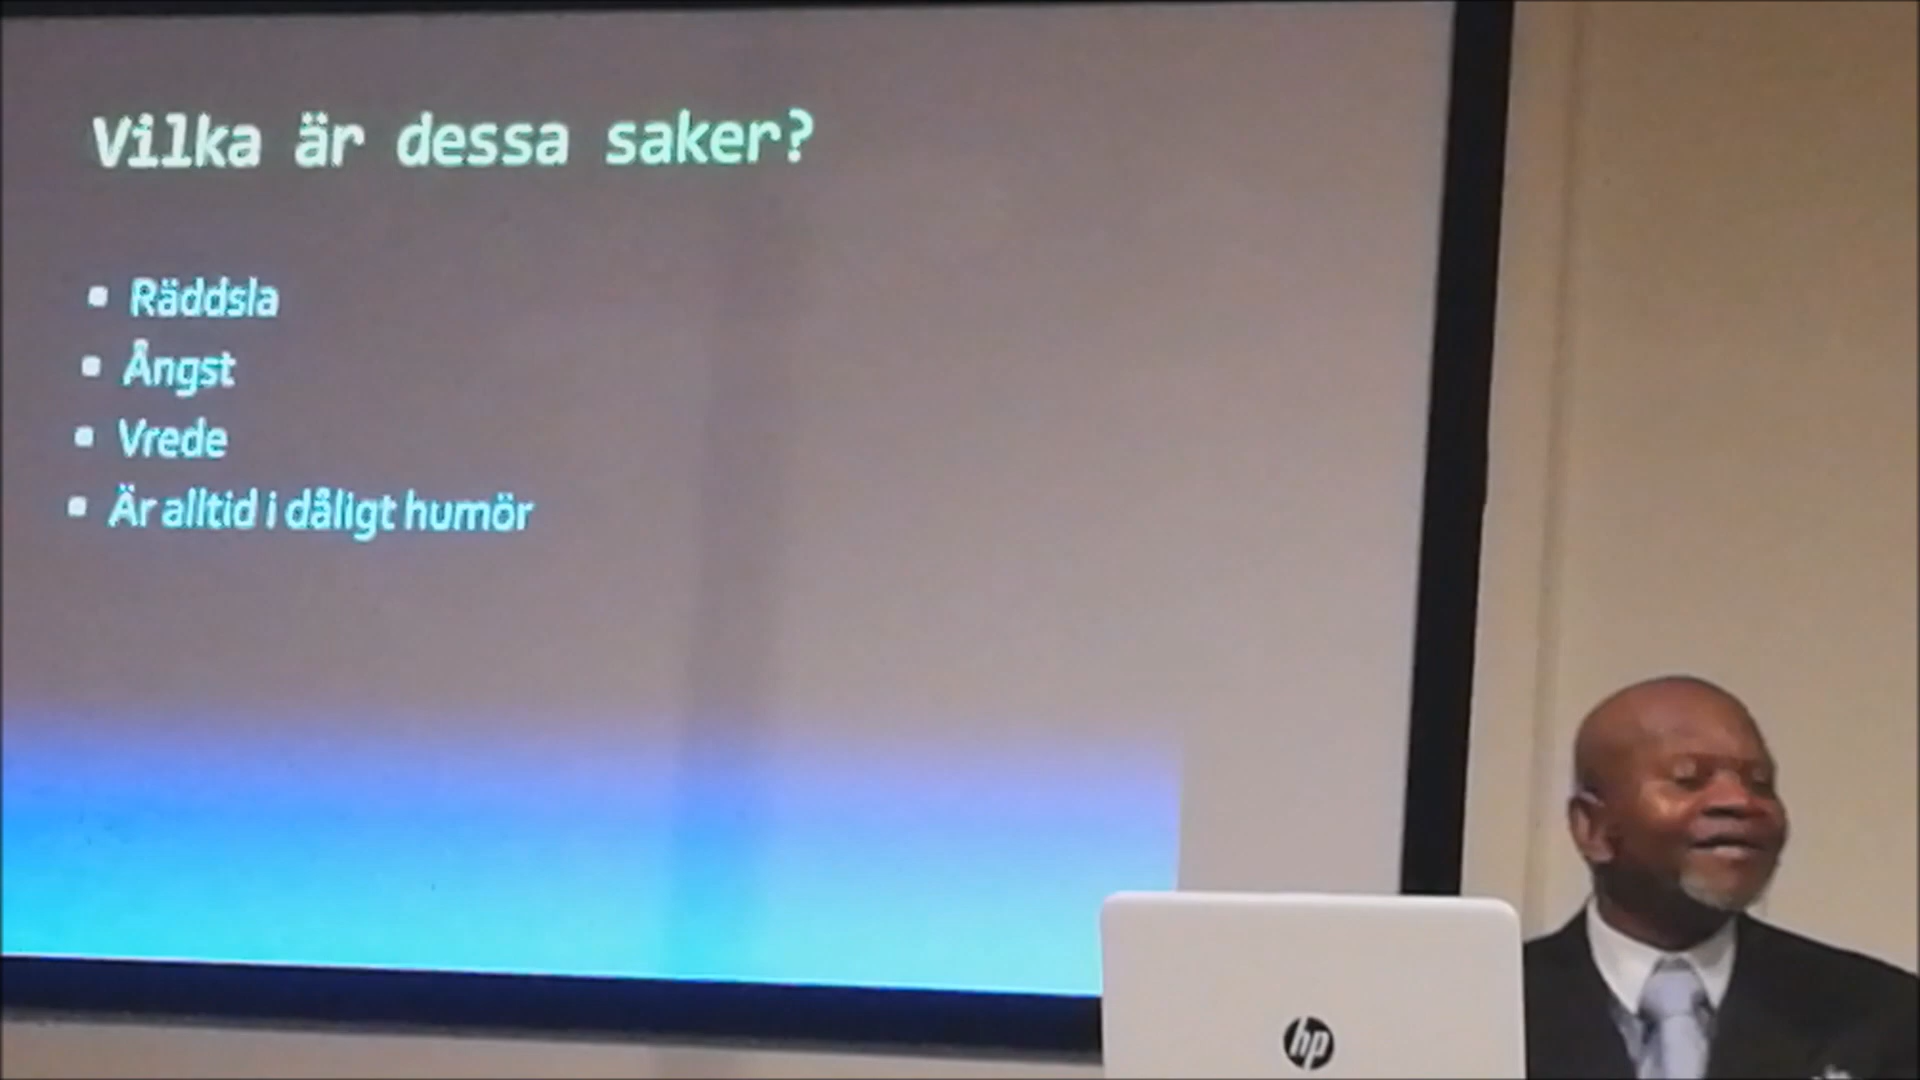 Vilka är dessa saker?
Räddsla
Ångst
Vrede
Är alltid i dåligt humör
hp